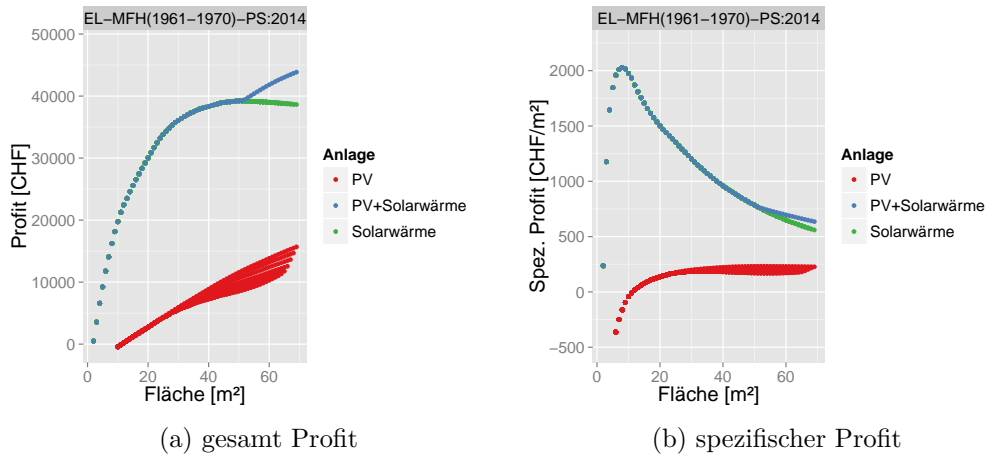 EL−MFH(1961−1970)−PS:2014
50000
40000
30000
20000
10000
0
Profit [CHF]
0 20 40 60
Fläche [m²]
Anlage
PV
PV+Solarwärme
Solarwärme
(a) gesamt Profit
EL−MFH(1961−1970)−PS:2014
2000
1500
1000
500
0
−500
Spez. Profit [CHF/m²]
0 20 40 60
Fläche [m²]
Anlage
PV
PV+Solarwärme
Solarwärme
(b) spezifischer Profit